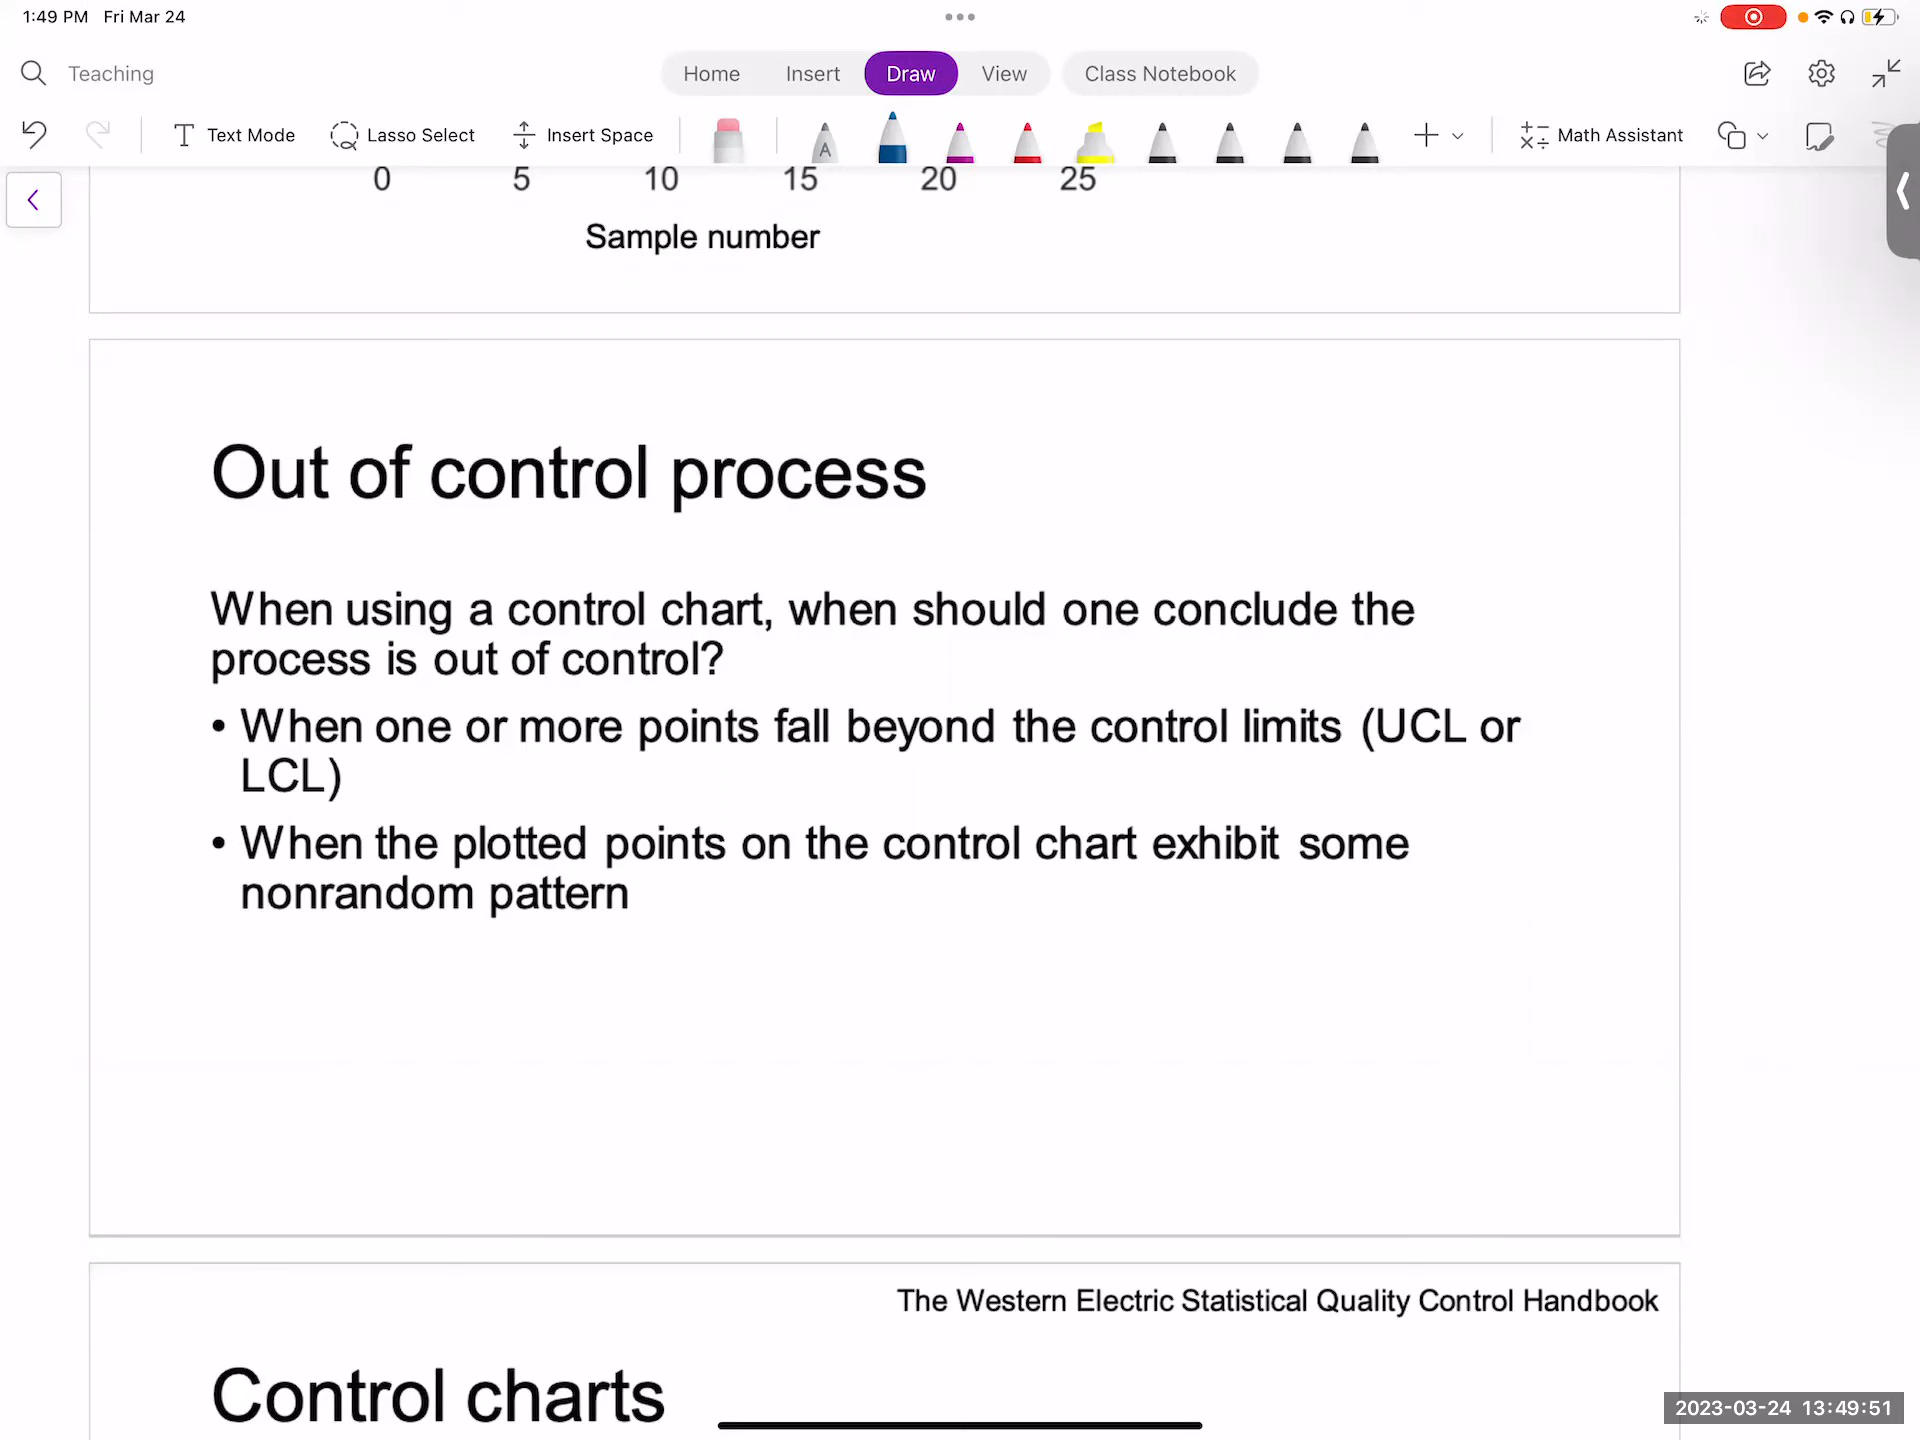 1:49 PM Fri Mar 24
Teaching
Home Insert Draw View Class Notebook
Text Mode Lasso Select Insert Space A Math Assistant
0 5 10 15 20 25
Sample number
Out of control process
When using a control chart, when should one conclude the
process is out of control?
• When one or more points fall beyond the control limits (UCL or
LCL)
• When the plotted points on the control chart exhibit some
nonrandom pattern
The Western Electric Statistical Quality Control Handbook
Control charts
2023-03-24 13:49:51